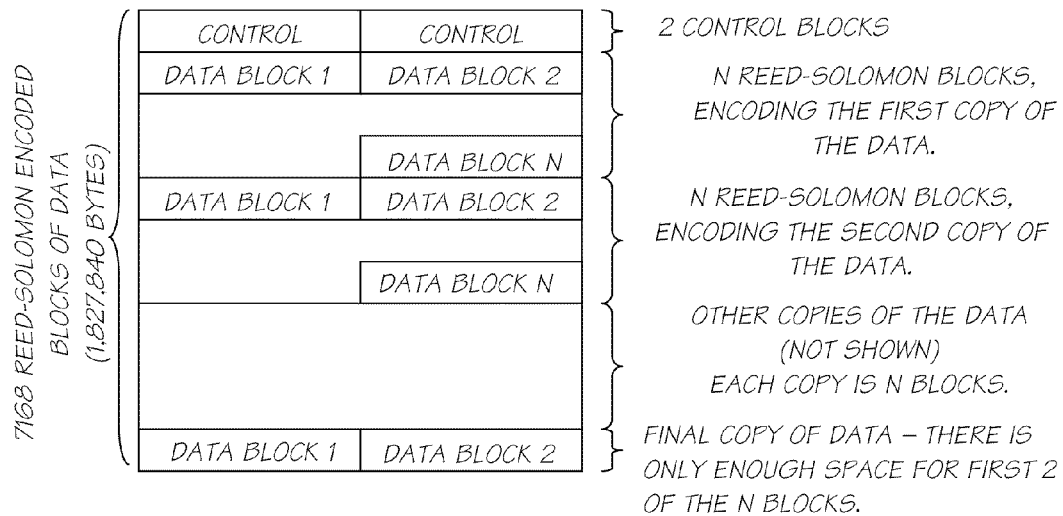 7168 REED-SOLOMON ENCODED
BLOCKS OF DATA
(1,827,840 BYTES)
CONTROL CONTROL
2 CONTROL BLOCKS
DATA BLOCK 1 DATA BLOCK 2
DATA BLOCK N
N REED-SOLOMON BLOCKS,
ENCODING THE FIRST COPY OF
THE DATA.
DATA BLOCK 1 DATA BLOCK 2
DATA BLOCK N
N REED-SOLOMON BLOCKS,
ENCODING THE SECOND COPY OF
THE DATA.
OTHER COPIES OF THE DATA
(NOT SHOWN)
EACH COPY IS N BLOCKS.
DATA BLOCK 1 DATA BLOCK 2
FINAL COPY OF DATA – THERE IS
ONLY ENOUGH SPACE FOR FIRST 2
OF THE N BLOCKS.